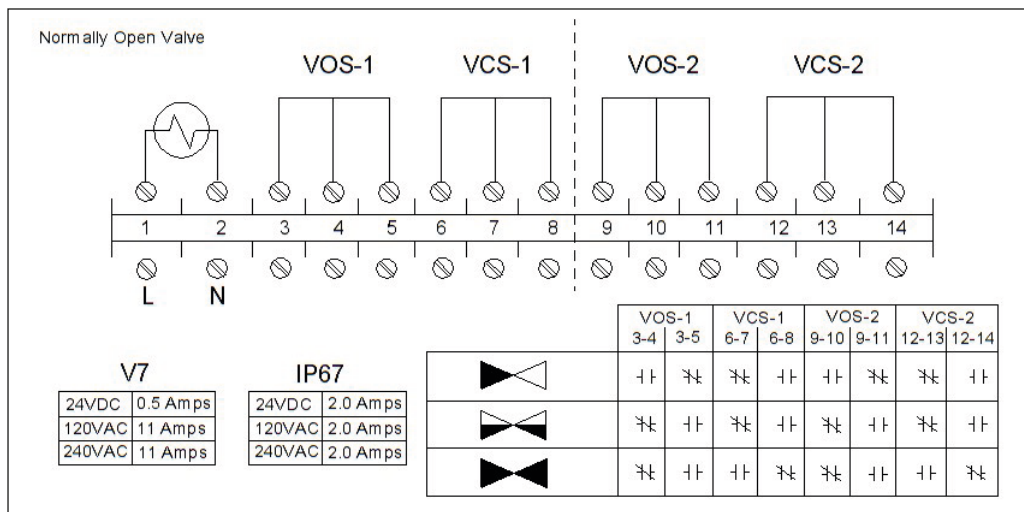 Normally Open Valve
VOS-1 VCS-1 VOS-2 VCS-2
1 2 3 4 5 6 7 8 9 10 11 12 13 14
L N
VOS-1 VCS-1 VOS-2 VCS-2
3-4 3-5 6-7 6-8 9-10 9-11 12-13 12-14
V7
24VDC 0.5 Amps
120VAC 11 Amps
240VAC 11 Amps
IP67
24VDC 2.0 Amps
120VAC 2.0 Amps
240VAC 2.0 Amps